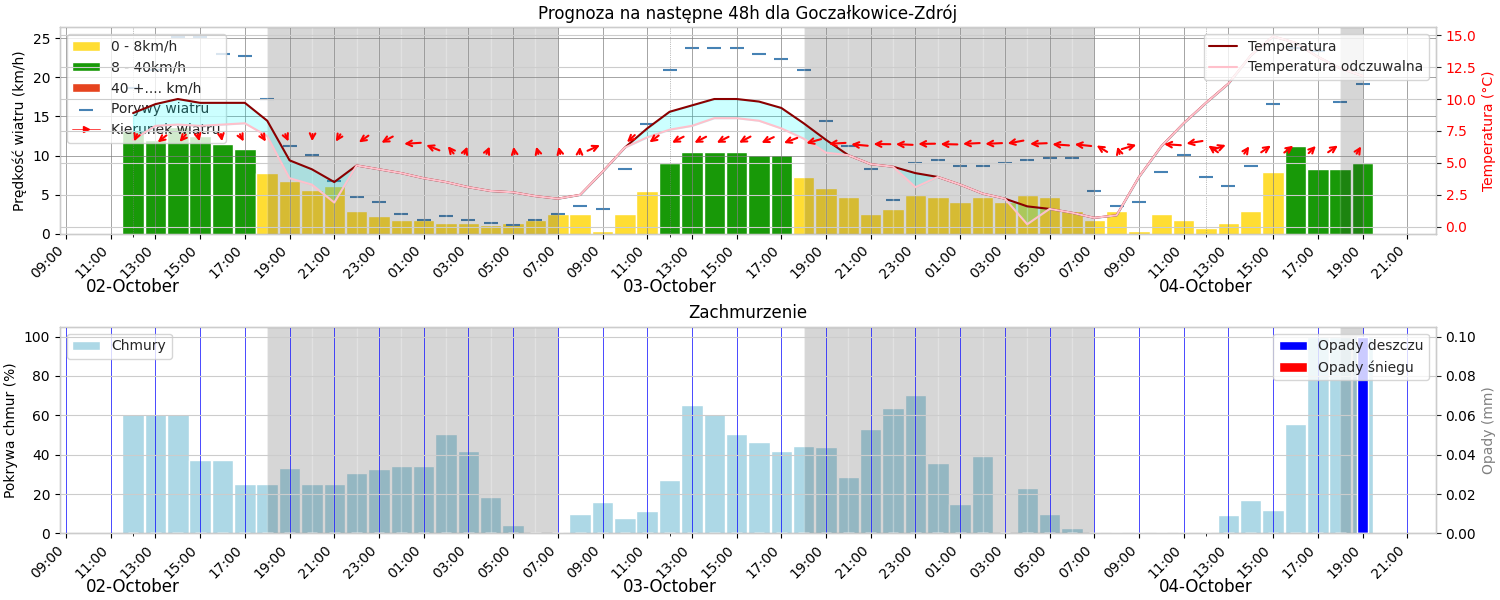 Prognoza na następne 48h dla Goczałkowice-Zdrój
Prędkość wiatru (km/h)
25
20
15
10
5
0
0 - 8km/h
8 - 40km/h
40 +.... km/h
Porywy wiatru
Kierunek wiatru
Temperatura
Temperatura odczuwalna
15.0
12.5
10.0
7.5
5.0
2.5
0.0
Temperatura (°C)
09:00 11:00 13:00 15:00 17:00 19:00 21:00 23:00 01:00 03:00 05:00 07:00 09:00 11:00 13:00 15:00 17:00 19:00 21:00 23:00 01:00 03:00 05:00 07:00 09:00 11:00 13:00 15:00 17:00 19:00 21:00
02-October 03-October 04-October
Zachmurzenie
Pokrywa chmur (%)
100
80
60
40
20
0
Chmury
Opady deszczu
Opady śniegu
0.10
0.08
0.06
0.04
0.02
0.00
Opady (mm)
09:00 11:00 13:00 15:00 17:00 19:00 21:00 23:00 01:00 03:00 05:00 07:00 09:00 11:00 13:00 15:00 17:00 19:00 21:00 23:00 01:00 03:00 05:00 07:00 09:00 11:00 13:00 15:00 17:00 19:00 21:00
02-October 03-October 04-October